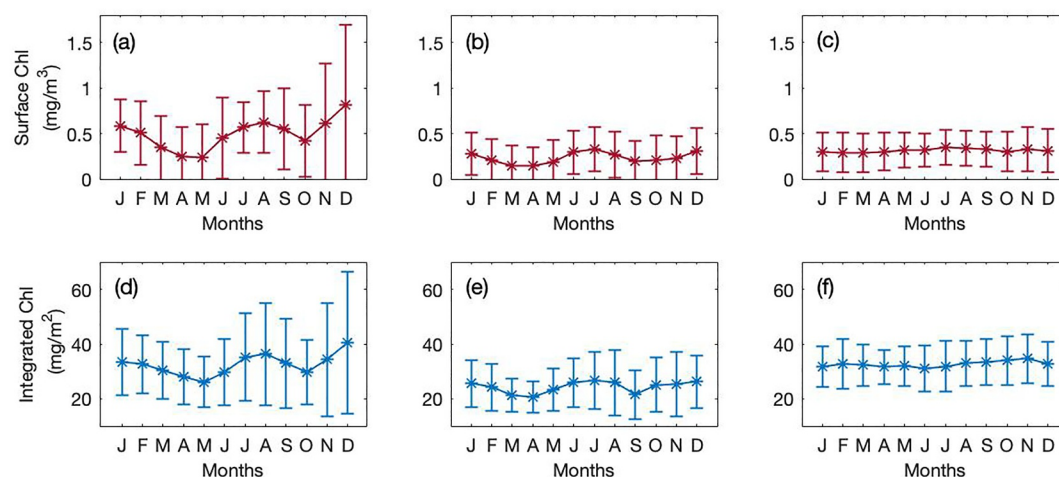 (a)
(b)
(c)
Surface Chl
(mg/m³)
1.5
1
0.5
0
1.5
1
0.5
0
1.5
1
0.5
0
J F M A M J J A S O N D
J F M A M J J A S O N D
J F M A M J J A S O N D
Months
Months
Months
(d)
(e)
(f)
Integrated Chl
(mg/m²)
60
40
20
60
40
20
60
40
20
J F M A M J J A S O N D
J F M A M J J A S O N D
J F M A M J J A S O N D
Months
Months
Months